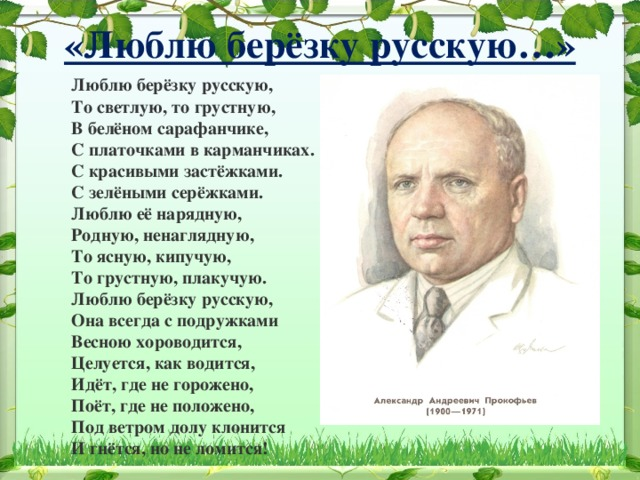 «Люблю берёзку русскую…»
Люблю берёзку русскую,
То светлую, то грустную,
В белёном сарафанчике,
С платочками в карманчиках.
С красивыми застёжками.
С зелёными серёжками.
Люблю её нарядную,
Родную, ненаглядную,
То ясную, кипучую,
То грустную, плакучую.
Люблю берёзку русскую,
Она всегда с подружками
Весною хороводится,
Целуется, как водится,
Идёт, где не горожено,
Поёт, где не положено,
Под ветром долу клонится
И гнётся, но не ломится!
Александр Андреевич Прокофьев
(1900—1971)